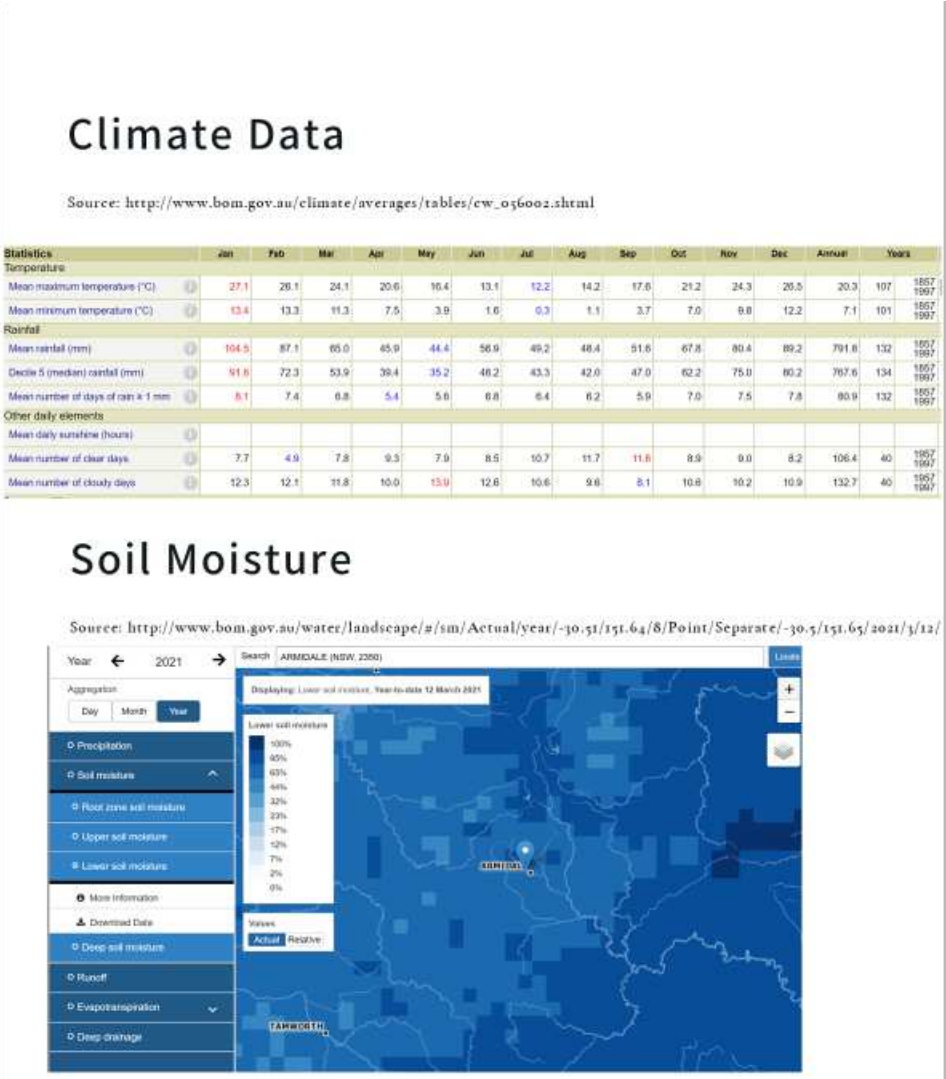 Climate Data
Source: http://www.bom.gov.au/climate/averages/tables/cw_056002.shtml
Statistics Jan Feb Mar Apr May Jun Jul Aug Sep Oct Nov Dec Annual Years
Temperature
Mean maximum temperature (°C) 27.1 26.1 24.1 20.6 16.4 13.1 12.2 14.2 17.6 21.2 24.3 26.5 20.3 107 1857 1997
Mean minimum temperature (°C) 13.4 13.3 11.3 7.5 3.9 1.6 0.3 1.1 3.7 7.0 9.8 12.2 7.1 101 1857 1997
Rainfall
Mean rainfall (mm) 104.5 87.1 65.0 45.9 44.4 56.9 49.2 48.4 51.6 67.8 80.4 89.2 791.8 132 1857 1997
Decile 5 (median) rainfall (mm) 91.6 72.3 53.9 39.4 35.2 46.2 43.3 42.0 47.0 62.2 75.0 80.2 767.6 134 1857 1997
Mean number of days of rain ≥ 1 mm 8.1 7.4 6.8 5.4 5.6 6.8 6.4 6.2 5.9 7.0 7.5 7.8 80.9 132 1857 1997
Other daily elements
Mean daily sunshine (hours)
Mean number of clear days 7.7 4.9 7.8 9.3 7.9 8.5 10.7 11.7 11.8 8.9 9.0 8.2 106.4 40 1957 1997
Mean number of cloudy days 12.3 12.1 11.8 10.0 13.9 12.6 10.6 9.6 8.1 10.6 10.2 10.9 132.7 40 1957 1997
Soil Moisture
Source: http://www.bom.gov.au/water/landscape/#/sm/Actual/year/-30.51/151.64/8/Point/Separate/-30.5/151.65/2021/3/12/
Year ← 2021 →
Search ARMIDALE (NSW, 2350) Locate
Aggregation
Day Month Year
Displaying: Lower soil moisture, Year-to-date 12 March 2021
+
−
Precipitation
Soil moisture
Root zone soil moisture
Upper soil moisture
Lower soil moisture
More Information
Download Data
Deep soil moisture
Runoff
Evapotranspiration
Deep drainage
Lower soil moisture
100%
85%
65%
44%
32%
23%
17%
12%
7%
2%
0%
Values
Actual Relative
ARMIDAL
TAMWORTH